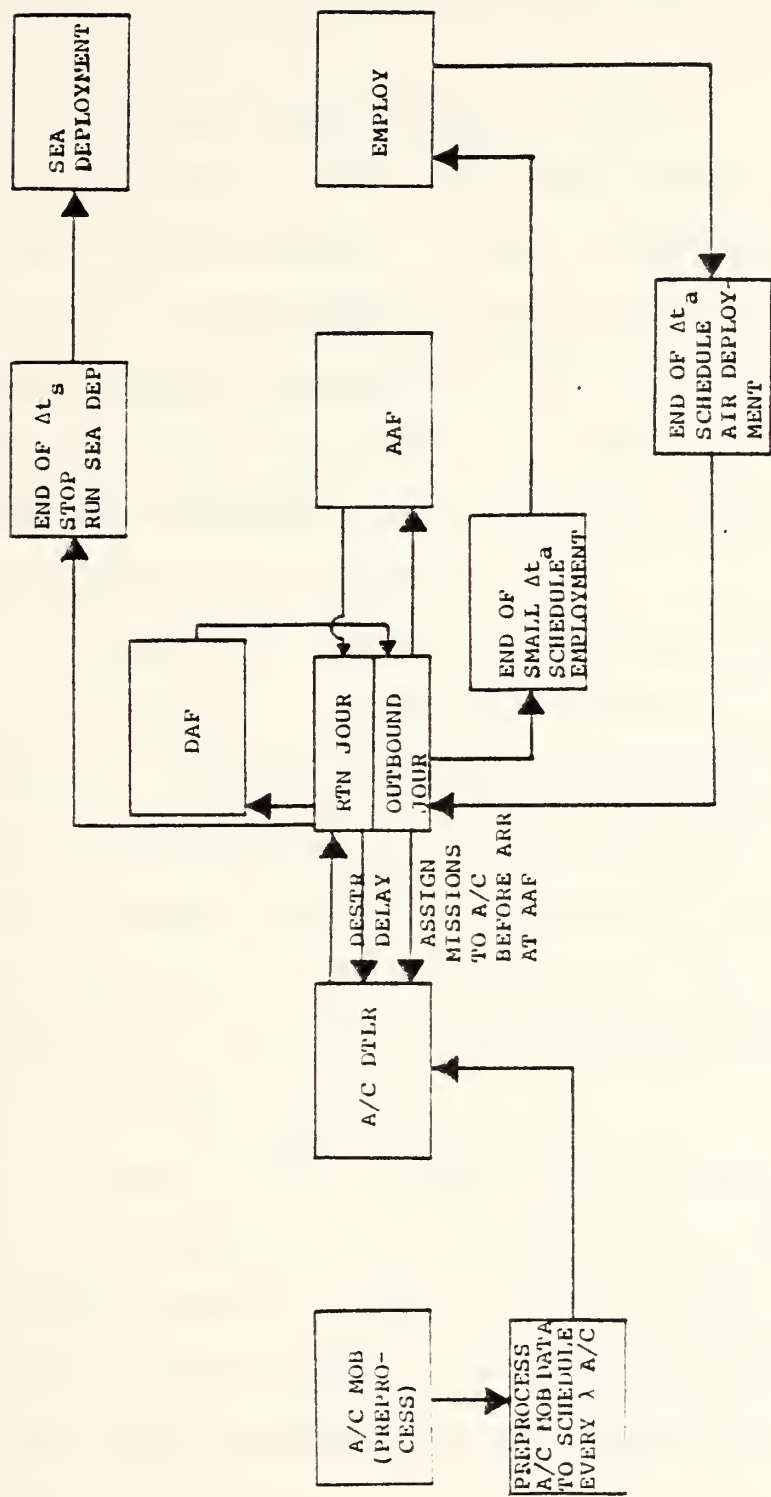 A/C MOB
(PREPRO-
CESS)
PREPROCESS
A/C MOB DATA
TO SCHEDULE
EVERY λ A/C
A/C DTLR
DESTR
DELAY
ASSIGN
MISSIONS
TO A/C
BEFORE ARR
AT AAF
RTN JOUR
OUTBOUND
JOUR
DAF
AAF
END OF Δt s
STOP
RUN SEA DEP
SEA
DEPLOYMENT
END OF
SMALL Δt a
SCHEDULE
EMPLOYMENT
EMPLOY
END OF Δt a
SCHEDULE
AIR DEPLOY-
MENT